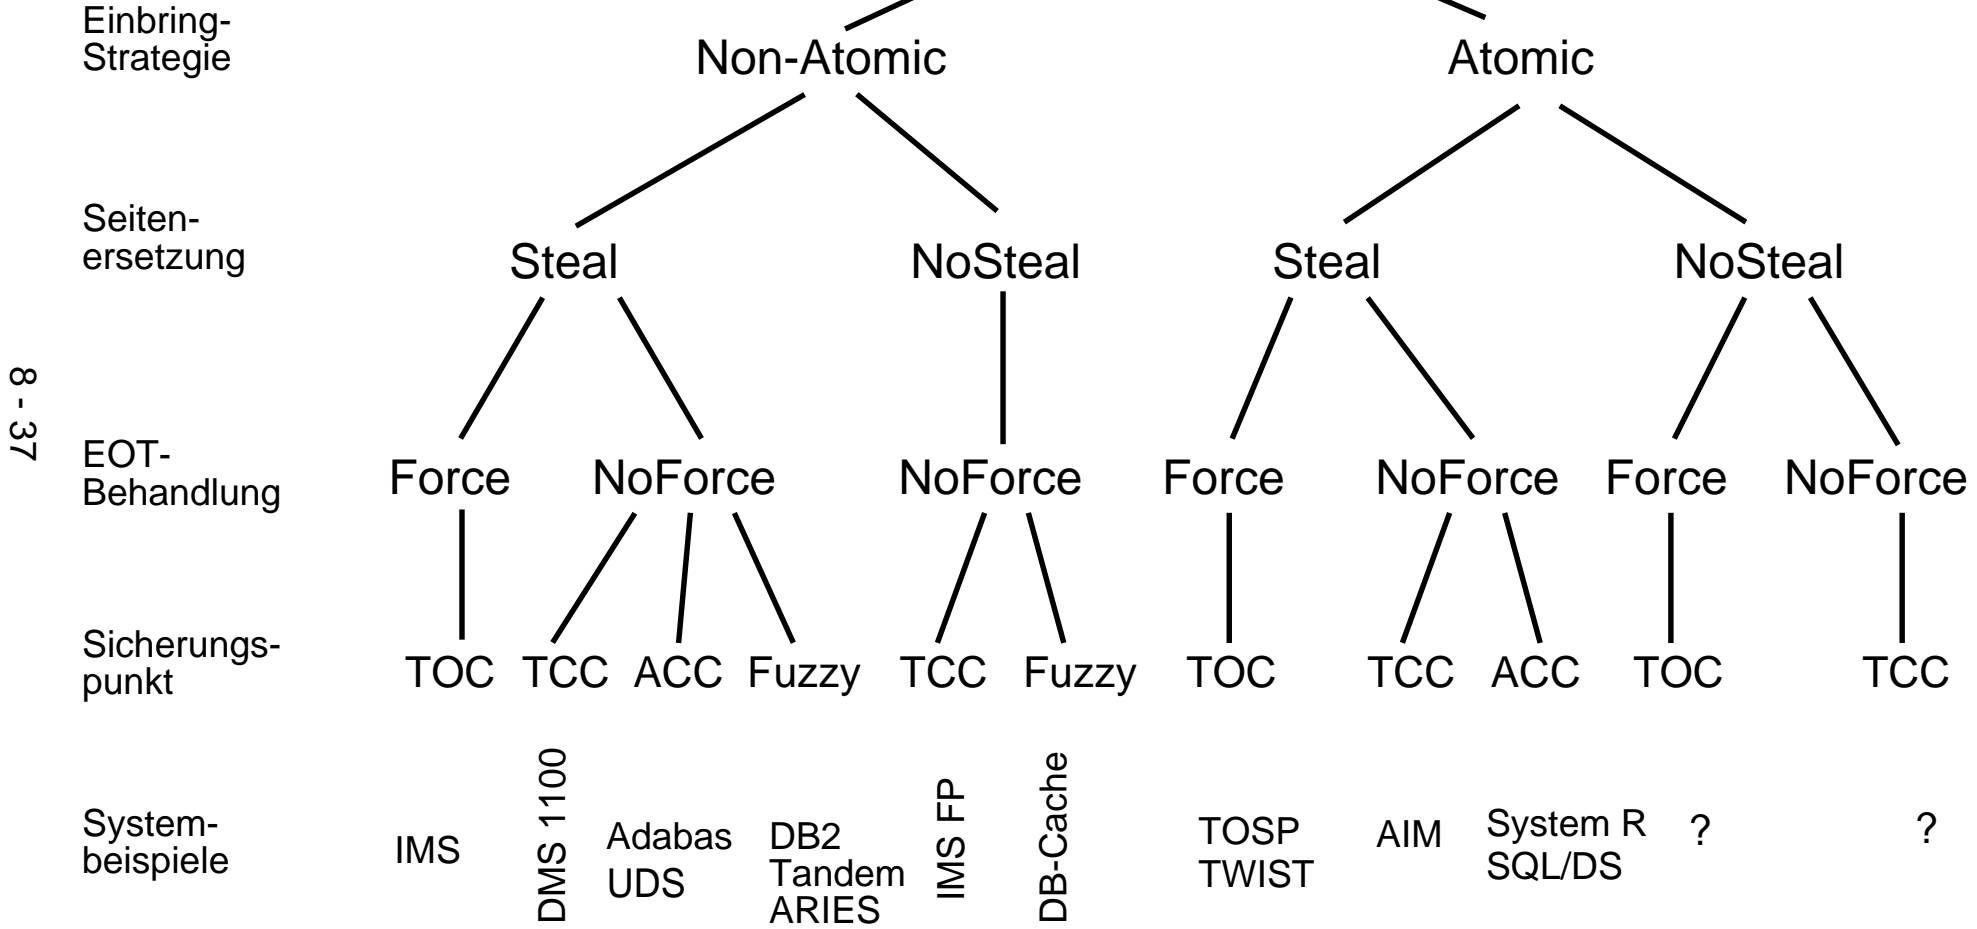 Einbring-
Strategie
Non-Atomic
Atomic
Seiten-
ersetzung
Steal
NoSteal
Steal
NoSteal
8 - 37
EOT-
Behandlung
Force
NoForce
NoForce
Force
NoForce
Force
NoForce
Sicherungs-
punkt
TOC
TCC
ACC
Fuzzy
TCC
Fuzzy
TOC
TCC
ACC
TOC
TCC
System-
beispiele
IMS
DMS 1100
Adabas
UDS
DB2
Tandem
ARIES
IMS FP
DB-Cache
TOSP
TWIST
AIM
System R
SQL/DS
?
?